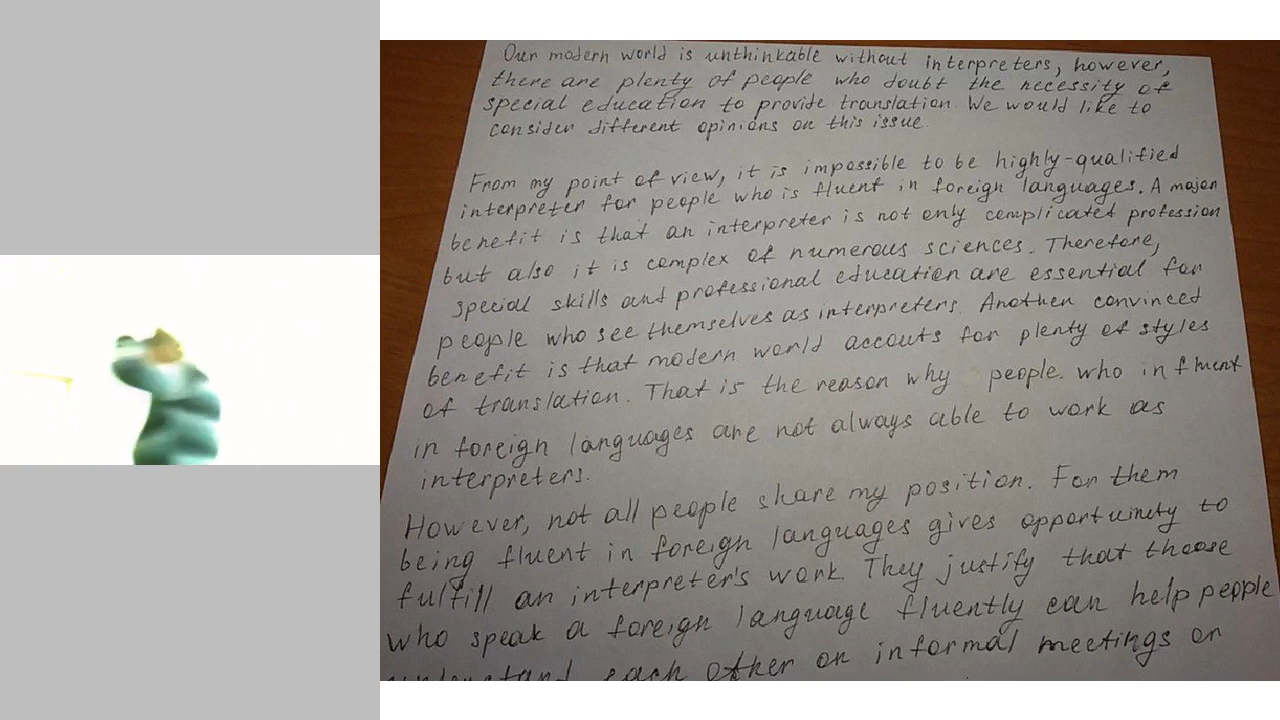 Our modern world is unthinkable without interpreters, however,
there are plenty of people who doubt the necessity of
special education to provide translation. We would like to
consider different opinions on this issue.
From my point of view, it is impossible to be highly-qualified
interpreter for people who is fluent in foreign languages. A major
benefit is that an interpreter is not only complicated profession
but also it is complex of numerous sciences. Therefore,
special skills and professional education are essential for
people who see themselves as interpreters. Another convinced
benefit is that modern world accouts for plenty of styles
of translation. That is the reason why people who in fluent
in foreign languages are not always able to work as
interpreters.
However, not all people share my position. For them
being fluent in foreign languages gives opportuinety to
fulfill an interpreter's work. They justify that thoose
who speak a foreign language fluently can help people
understand each other on informal meetings or